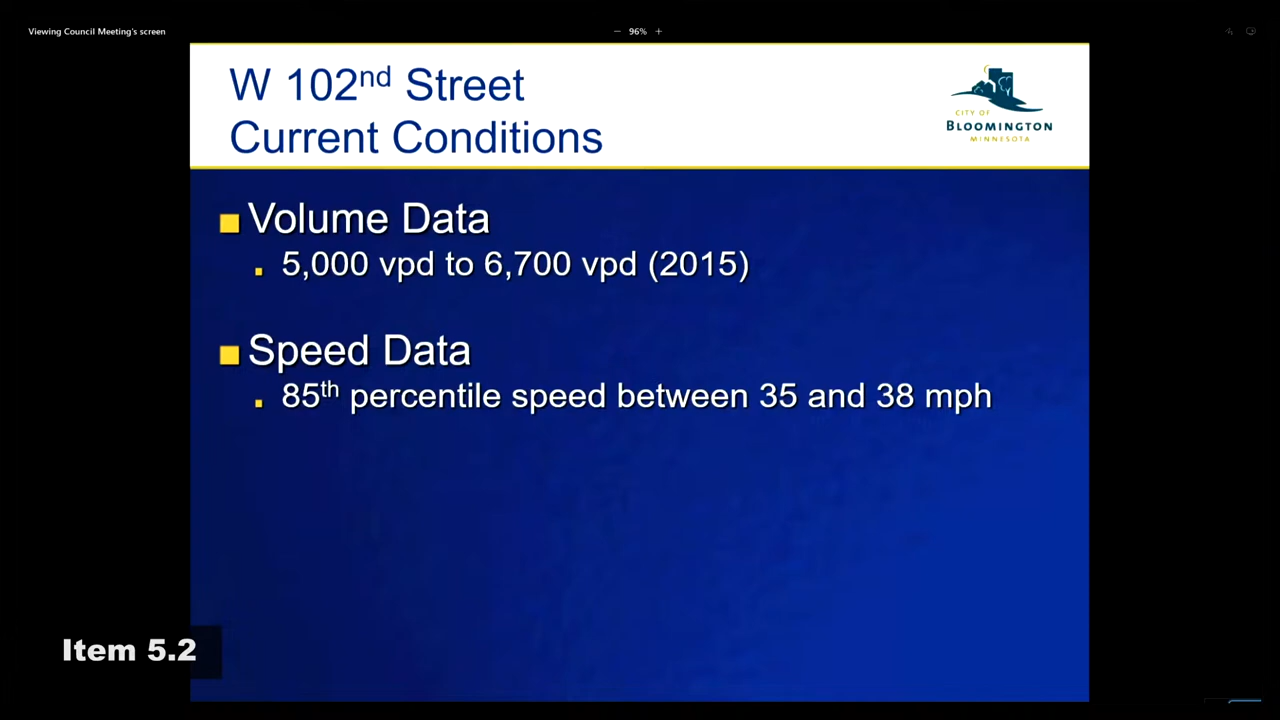 Viewing Council Meeting's screen
− 96% +
W 102nd Street
Current Conditions
CITY OF
BLOOMINGTON
MINNESOTA
Volume Data
5,000 vpd to 6,700 vpd (2015)
Speed Data
85th percentile speed between 35 and 38 mph
Item 5.2